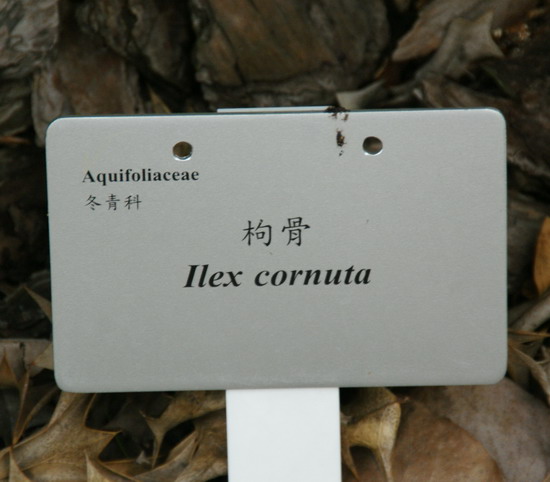 Aquifoliaceae
冬青科
枸骨
Ilex cornuta